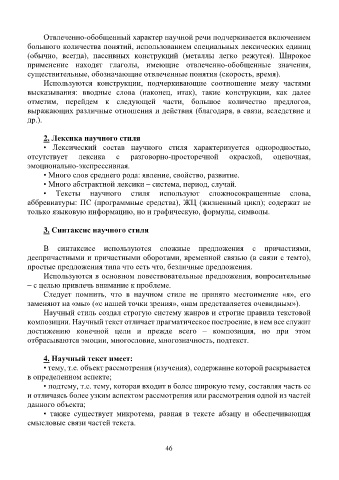 Отвлеченно-обобщенный характер научной речи подчеркивается включением
большого количества понятий, использованием специальных лексических единиц
(обычно, всегда), пассивных конструкций (металлы легко режутся). Широкое
применение находят глаголы, имеющие отвлеченно-обобщенные значения,
существительные, обозначающие отвлеченные понятия (скорость, время).
Используются конструкции, подчеркивающие соотношение межу частями
высказывания: вводные слова (наконец, итак), такие конструкции, как далее
отметим, перейдем к следующей части, большое количество предлогов,
выражающих различные отношения и действия (благодаря, в связи, вследствие и
др.).
2. Лексика научного стиля
• Лексический состав научного стиля характеризуется однородностью,
отсутствует лексика с разговорно-просторечной окраской, оценочная,
эмоционально-экспрессивная.
• Много слов среднего рода: явление, свойство, развитие.
• Много абстрактной лексики – система, период, случай.
• Тексты научного стиля используют сложносокращенные слова,
аббревиатуры: ПС (программные средства), ЖЦ (жизненный цикл); содержат не
только языковую информацию, но и графическую, формулы, символы.
3. Синтаксис научного стиля
В синтаксисе используются сложные предложения с причастиями,
деепричастными и причастными оборотами, временной связью (в связи с темто),
простые предложения типа что есть что, безличные предложения.
Используются в основном повествовательные предложения, вопросительные
– с целью привлечь внимание к проблеме.
Следует помнить, что в научном стиле не принято местоимение «я», его
заменяют на «мы» («с нашей точки зрения», «нам представляется очевидным»).
Научный стиль создал строгую систему жанров и строгие правила текстовой
композиции. Научный текст отличает прагматическое построение, в нем все служит
достижению конечной цели и прежде всего – композиция, но при этом
отбрасываются эмоции, многословие, многозначность, подтекст.
4. Научный текст имеет:
• тему, т.е. объект рассмотрения (изучения), содержание которой раскрывается
в определенном аспекте;
• подтему, т.е. тему, которая входит в более широкую тему, составляя часть ее
и отличаясь более узким аспектом рассмотрения или рассмотрения одной из частей
данного объекта;
• также существует микротема, равная в тексте абзацу и обеспечивающая
смысловые связи частей текста.
46